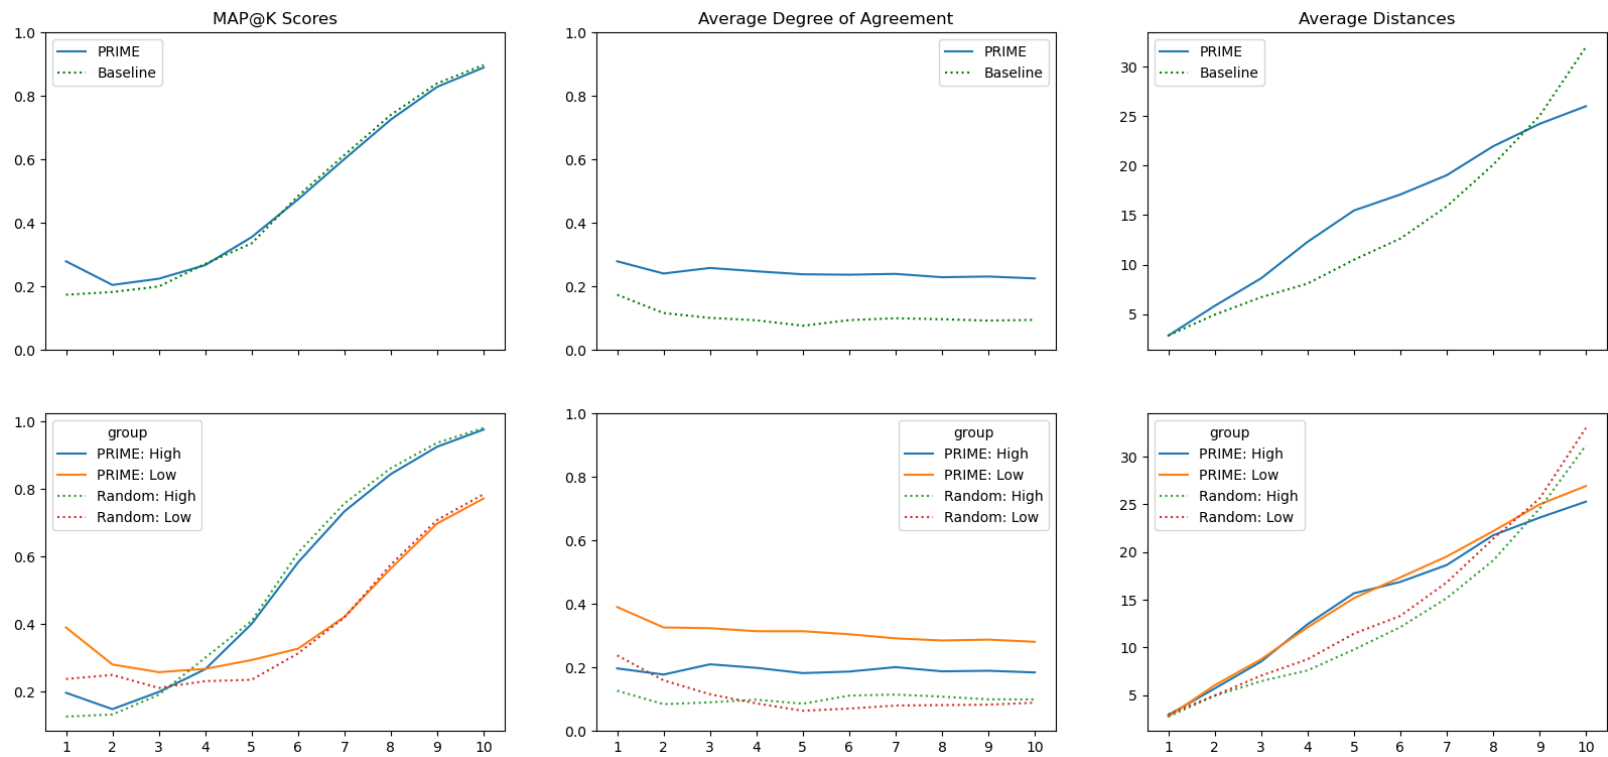 MAP@K Scores
1.0
0.8
0.6
0.4
0.2
0.0
PRIME
Baseline
Average Degree of Agreement
1.0
0.8
0.6
0.4
0.2
0.0
PRIME
Baseline
Average Distances
30
25
20
15
10
5
PRIME
Baseline
1.0
0.8
0.6
0.4
0.2
group
PRIME: High
PRIME: Low
Random: High
Random: Low
1 2 3 4 5 6 7 8 9 10
1.0
0.8
0.6
0.4
0.2
0.0
group
PRIME: High
PRIME: Low
Random: High
Random: Low
1 2 3 4 5 6 7 8 9 10
30
25
20
15
10
5
group
PRIME: High
PRIME: Low
Random: High
Random: Low
1 2 3 4 5 6 7 8 9 10